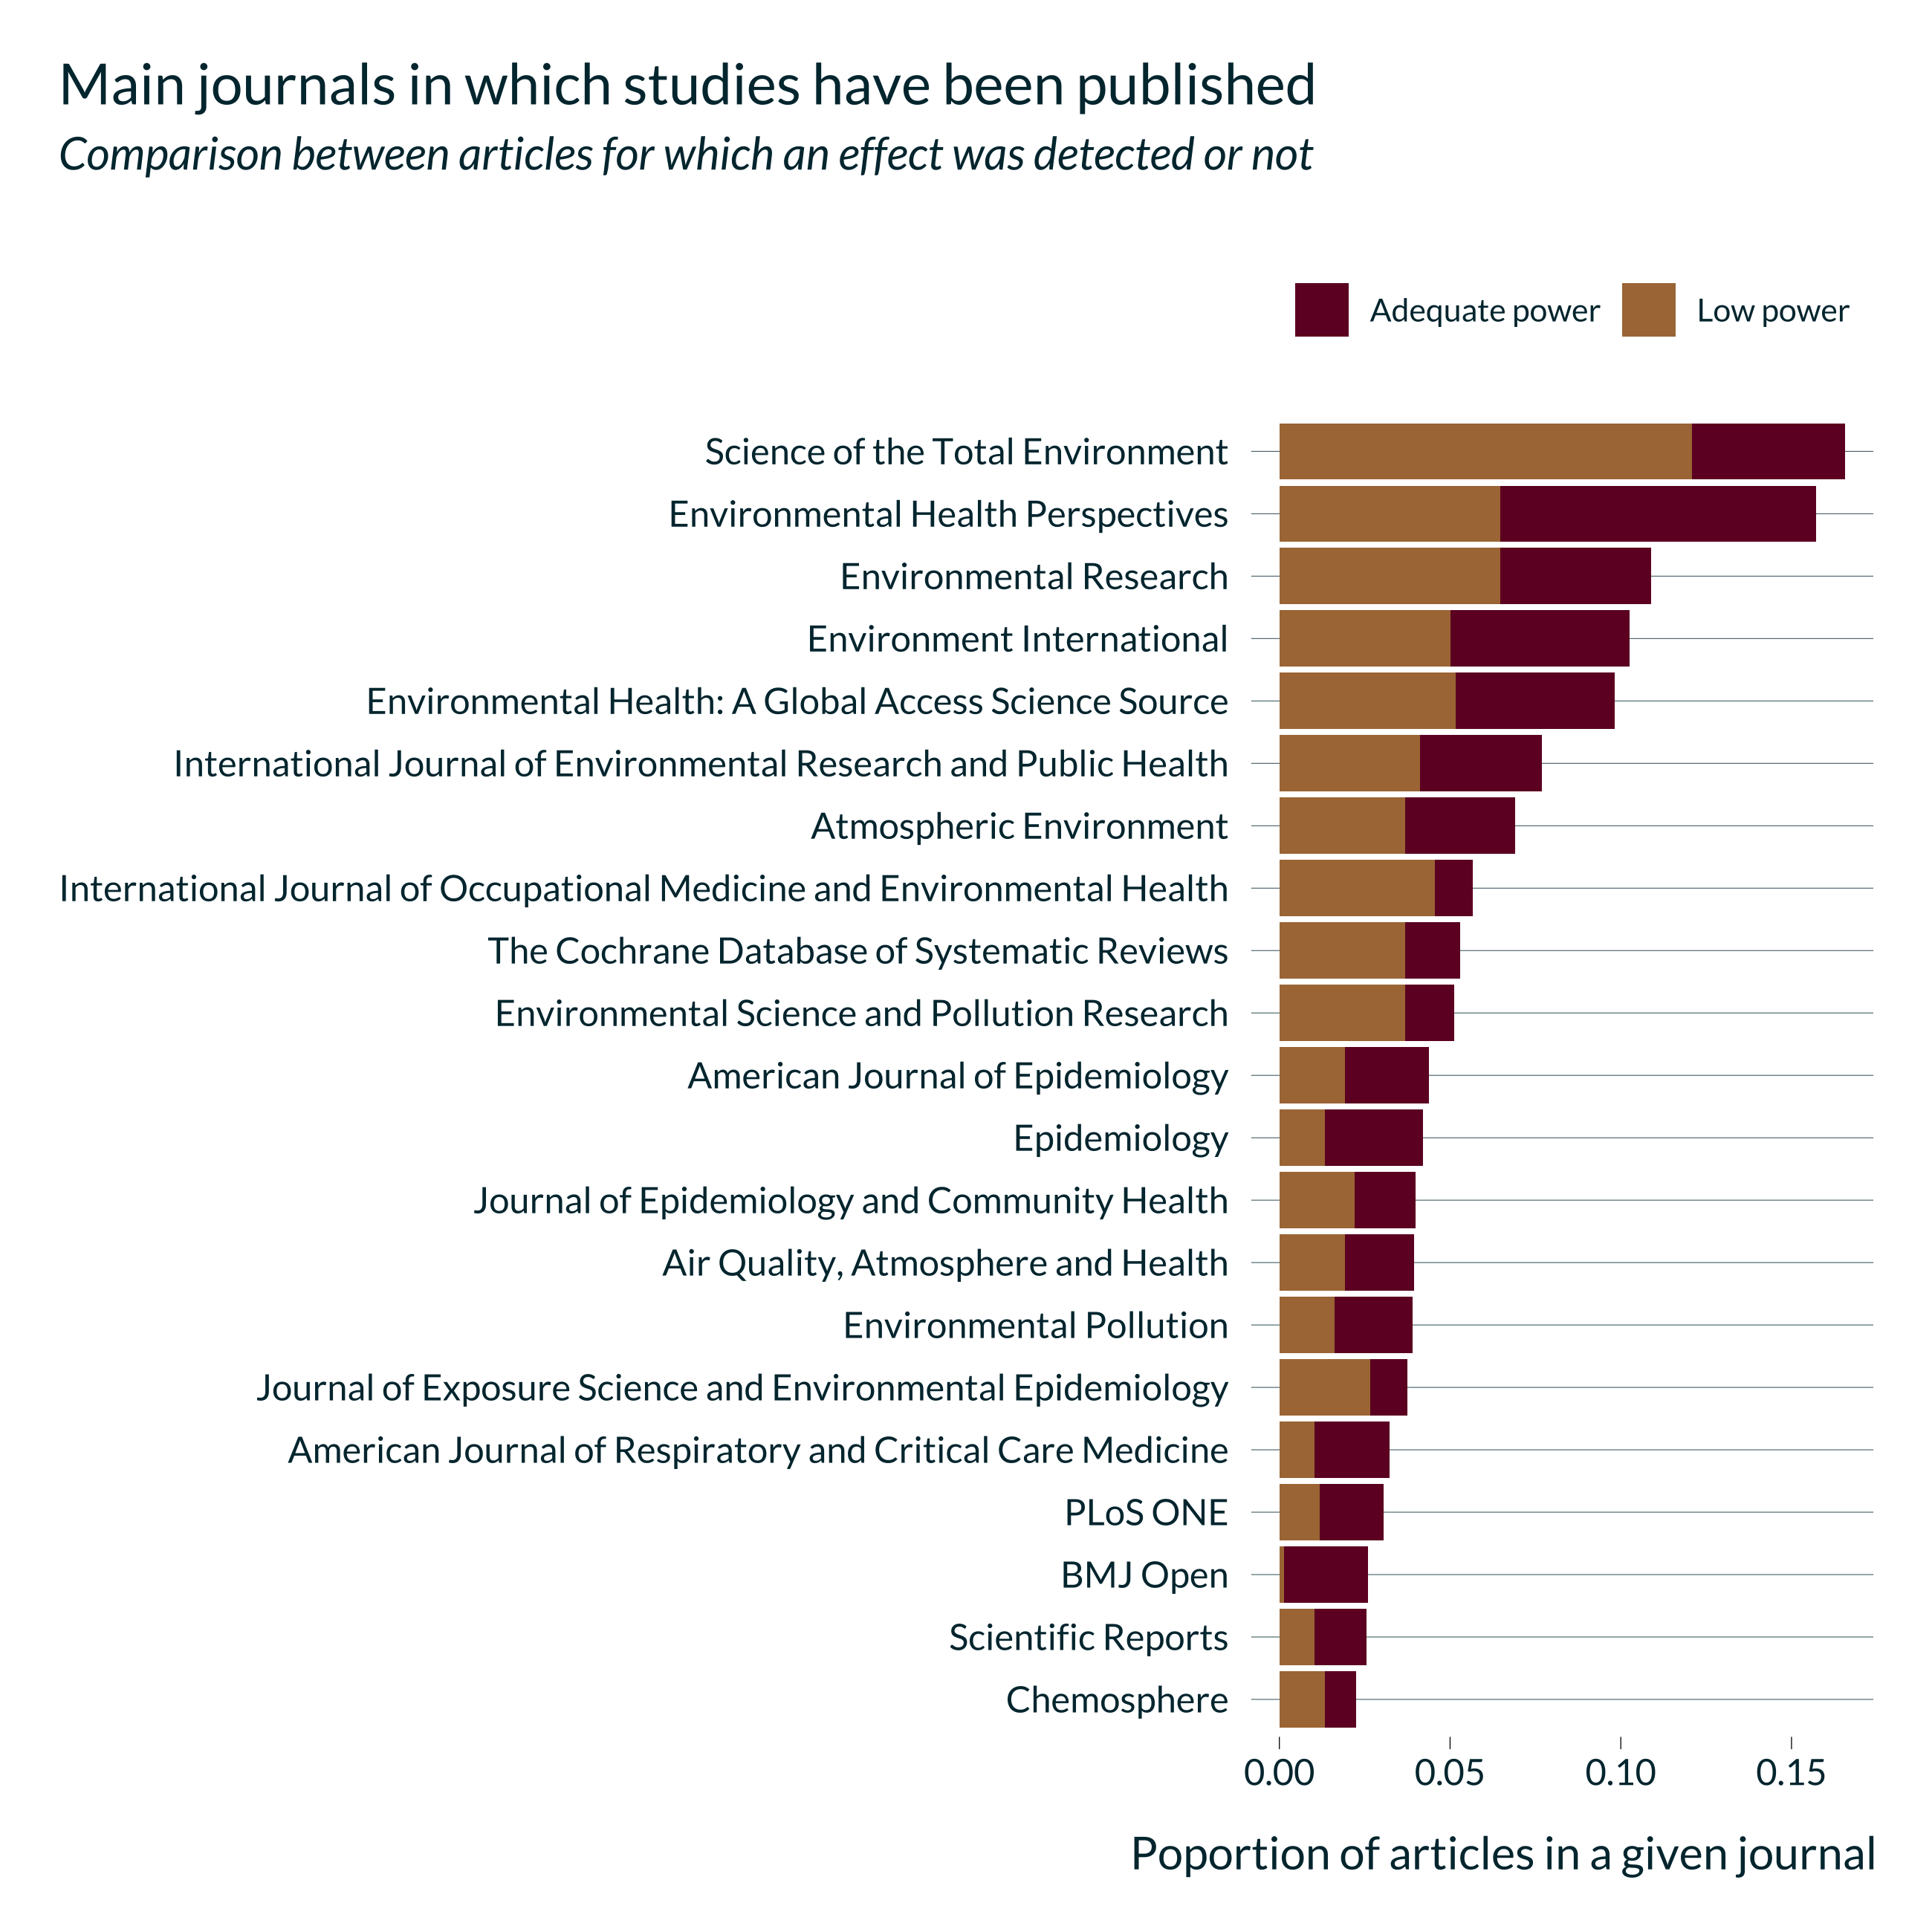 Main journals in which studies have been published
Comparison between articles for which an effect was detected or not
Adequate power
Low power
Science of the Total Environment
Environmental Health Perspectives
Environmental Research
Environment International
Environmental Health: A Global Access Science Source
International Journal of Environmental Research and Public Health
Atmospheric Environment
International Journal of Occupational Medicine and Environmental Health
The Cochrane Database of Systematic Reviews
Environmental Science and Pollution Research
American Journal of Epidemiology
Epidemiology
Journal of Epidemiology and Community Health
Air Quality, Atmosphere and Health
Environmental Pollution
Journal of Exposure Science and Environmental Epidemiology
American Journal of Respiratory and Critical Care Medicine
PLoS ONE
BMJ Open
Scientific Reports
Chemosphere
0.00 0.05 0.10 0.15
Poportion of articles in a given journal